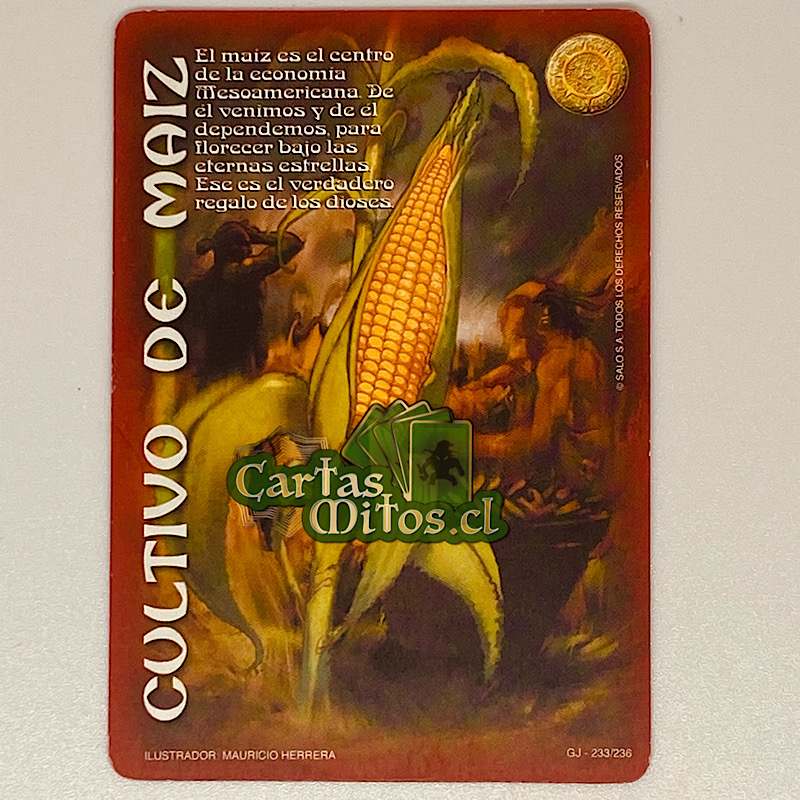 CULTIVO DE MAIZ
El maíz es el centro
de la economía
Mesoamericana. De
él venimos y de él
dependemos, para
florecer bajo las
eternas estrellas.
Ese es el verdadero
regalo de los dioses.
© SALO S.A. TODOS LOS DERECHOS RESERVADOS
Cartas
Mitos.cl
ILUSTRADOR: MAURICIO HERRERA
GJ - 233/236